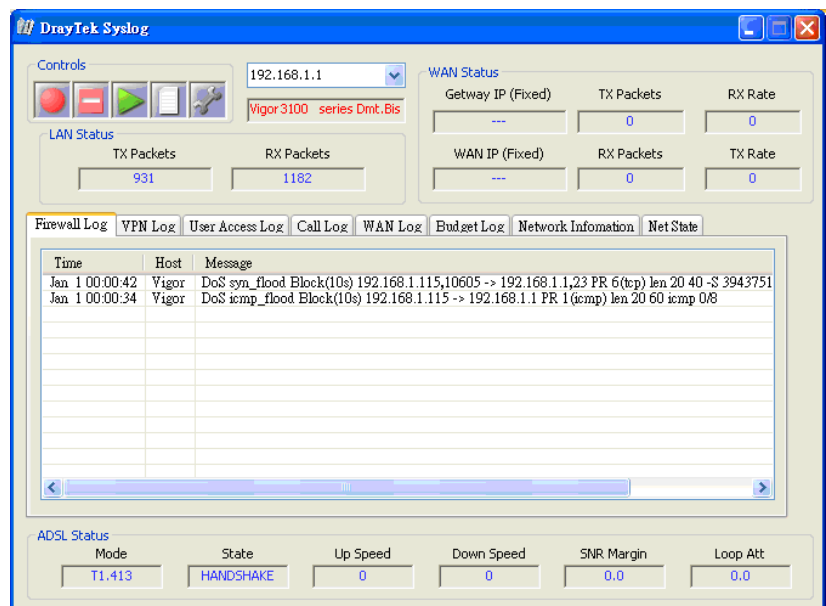 DrayTek Syslog
Controls
192.168.1.1
Vigor3100 series Dmt.Bis
LAN Status
TX Packets RX Packets
931 1182
WAN Status
Getway IP (Fixed) TX Packets RX Rate
--- 0 0
WAN IP (Fixed) RX Packets TX Rate
--- 0 0
Firewall Log VPN Log User Access Log Call Log WAN Log Budget Log Network Infomation Net State
Time Host Message
Jan 1 00:00:42 Vigor DoS syn_flood Block(10s) 192.168.1.115,10605 -> 192.168.1.1,23 PR 6(tcp) len 20 40 -S 3943751
Jan 1 00:00:34 Vigor DoS icmp_flood Block(10s) 192.168.1.115 -> 192.168.1.1 PR 1(icmp) len 20 60 icmp 0/8
ADSL Status
Mode State Up Speed Down Speed SNR Margin Loop Att
T1.413 HANDSHAKE 0 0 0.0 0.0